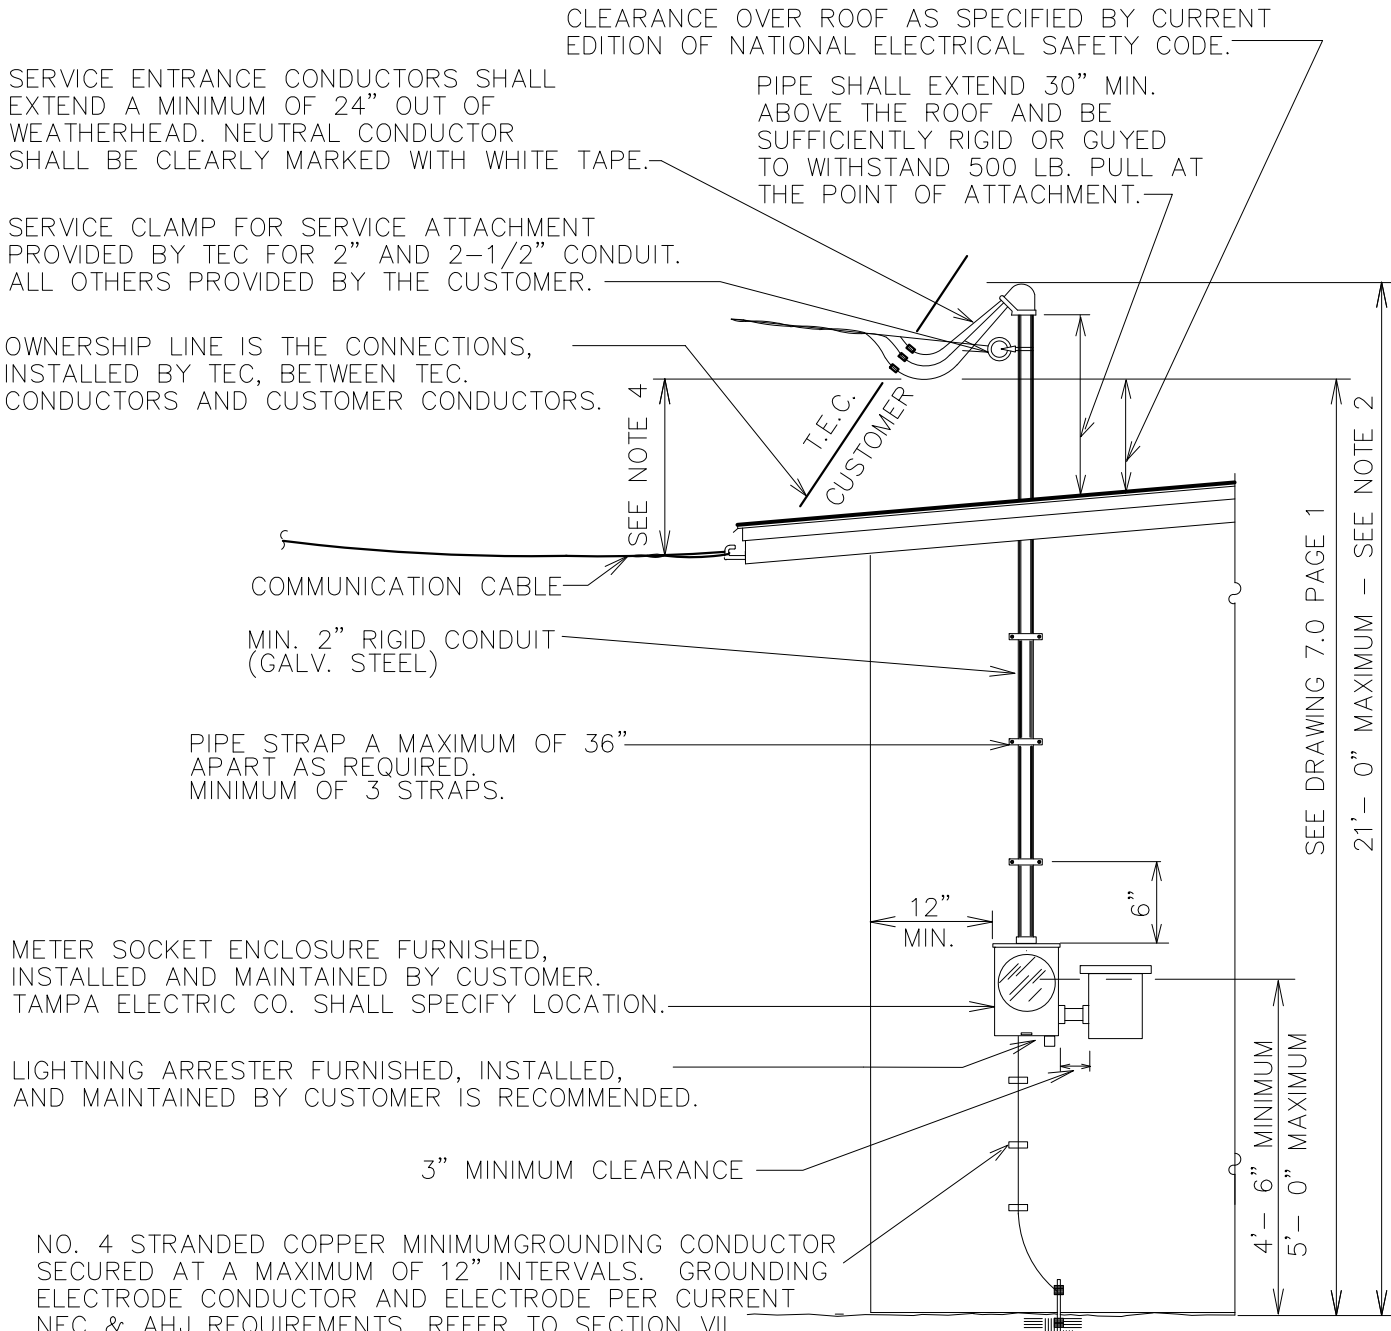 CLEARANCE OVER ROOF AS SPECIFIED BY CURRENT
EDITION OF NATIONAL ELECTRICAL SAFETY CODE.
SERVICE ENTRANCE CONDUCTORS SHALL
EXTEND A MINIMUM OF 24" OUT OF
WEATHERHEAD. NEUTRAL CONDUCTOR
SHALL BE CLEARLY MARKED WITH WHITE TAPE.
PIPE SHALL EXTEND 30" MIN.
ABOVE THE ROOF AND BE
SUFFICIENTLY RIGID OR GUYED
TO WITHSTAND 500 LB. PULL AT
THE POINT OF ATTACHMENT.
SERVICE CLAMP FOR SERVICE ATTACHMENT
PROVIDED BY TEC FOR 2" AND 2-1/2" CONDUIT.
ALL OTHERS PROVIDED BY THE CUSTOMER.
OWNERSHIP LINE IS THE CONNECTIONS,
INSTALLED BY TEC, BETWEEN TEC.
CONDUCTORS AND CUSTOMER CONDUCTORS.
SEE NOTE 4
T.E.C.
CUSTOMER
COMMUNICATION CABLE
MIN. 2" RIGID CONDUIT
(GALV. STEEL)
PIPE STRAP A MAXIMUM OF 36"
APART AS REQUIRED.
MINIMUM OF 3 STRAPS.
SEE DRAWING 7.0 PAGE 1
21'- 0" MAXIMUM - SEE NOTE 2
6"
12"
MIN.
METER SOCKET ENCLOSURE FURNISHED,
INSTALLED AND MAINTAINED BY CUSTOMER.
TAMPA ELECTRIC CO. SHALL SPECIFY LOCATION.
LIGHTNING ARRESTER FURNISHED, INSTALLED,
AND MAINTAINED BY CUSTOMER IS RECOMMENDED.
3" MINIMUM CLEARANCE
4'- 6" MINIMUM
5'- 0" MAXIMUM
NO. 4 STRANDED COPPER MINIMUMGROUNDING CONDUCTOR
SECURED AT A MAXIMUM OF 12" INTERVALS. GROUNDING
ELECTRODE CONDUCTOR AND ELECTRODE PER CURRENT
NEC & AHJ REQUIREMENTS. REFER TO SECTION VII